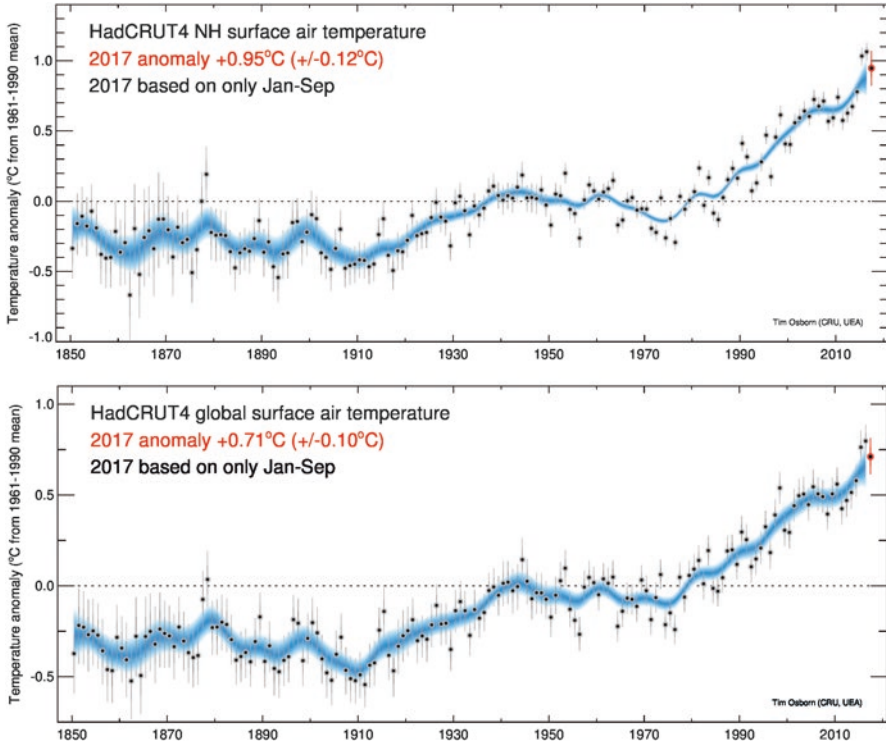 HadCRUT4 NH surface air temperature
2017 anomaly +0.95°C (+/-0.12°C)
2017 based on only Jan-Sep
Temperature anomaly (°C from 1961-1990 mean)
1.0
0.5
0.0
-0.5
-1.0
Tim Osborn (CRU, UEA)
1850 1870 1890 1910 1930 1950 1970 1990 2010
HadCRUT4 global surface air temperature
2017 anomaly +0.71°C (+/-0.10°C)
2017 based on only Jan-Sep
Temperature anomaly (°C from 1961-1990 mean)
1.0
0.5
0.0
-0.5
Tim Osborn (CRU, UEA)
1850 1870 1890 1910 1930 1950 1970 1990 2010